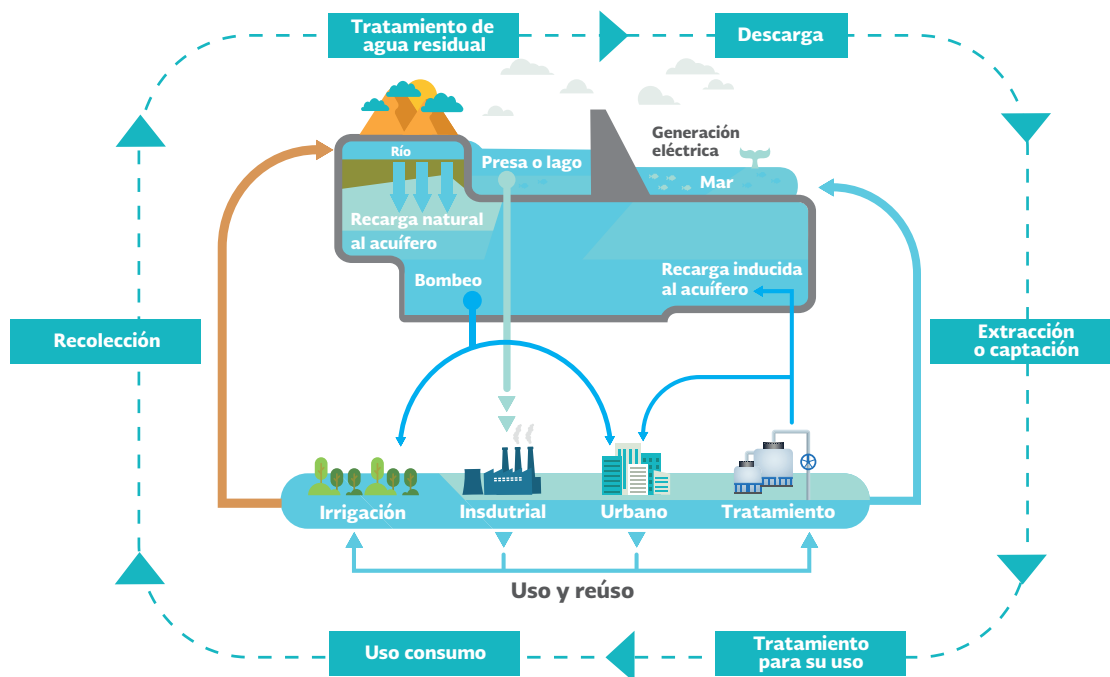 Tratamiento de
agua residual
Descarga
Generación
eléctrica
Río
Presa o lago
Mar
Recarga natural
al acuífero
Bombeo
Recarga inducida
al acuífero
Recolección
Extracción
o captación
Irrigación
Insdutrial
Urbano
Tratamiento
Uso y reúso
Uso consumo
Tratamiento
para su uso